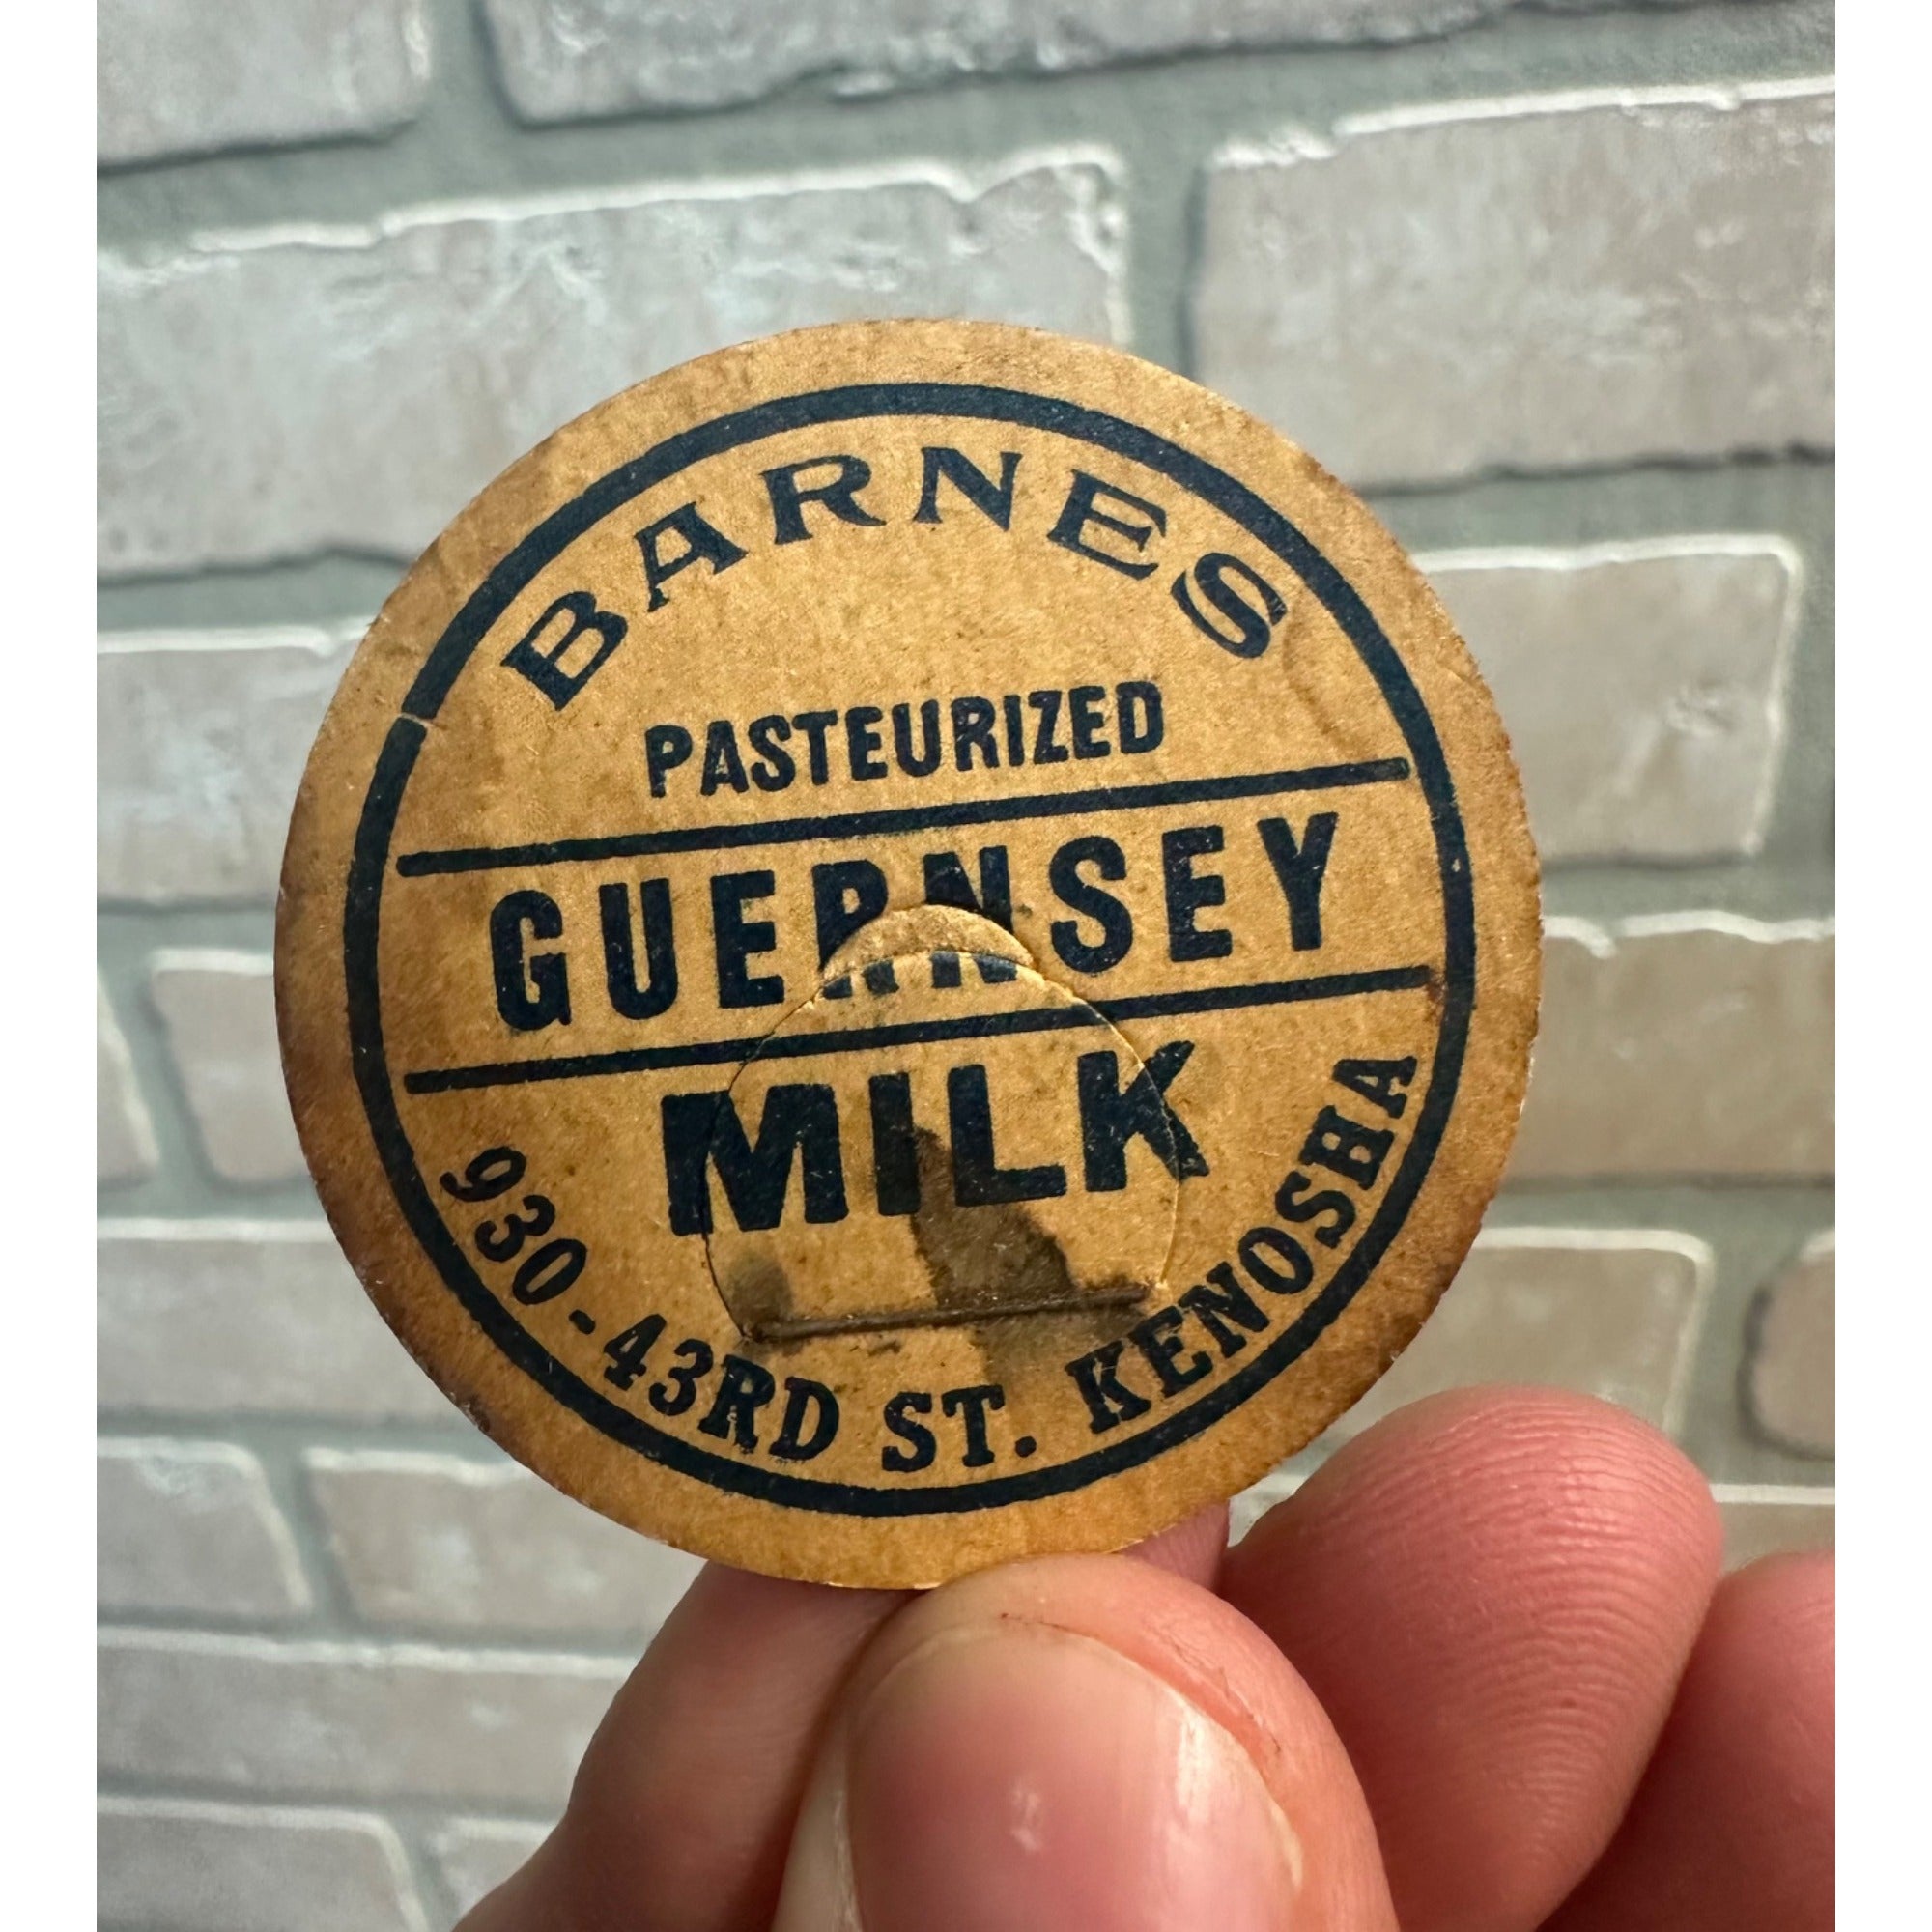 BARNES
PASTEURIZED
GUERNSEY
MILK
930-43RD ST. KENOSHA